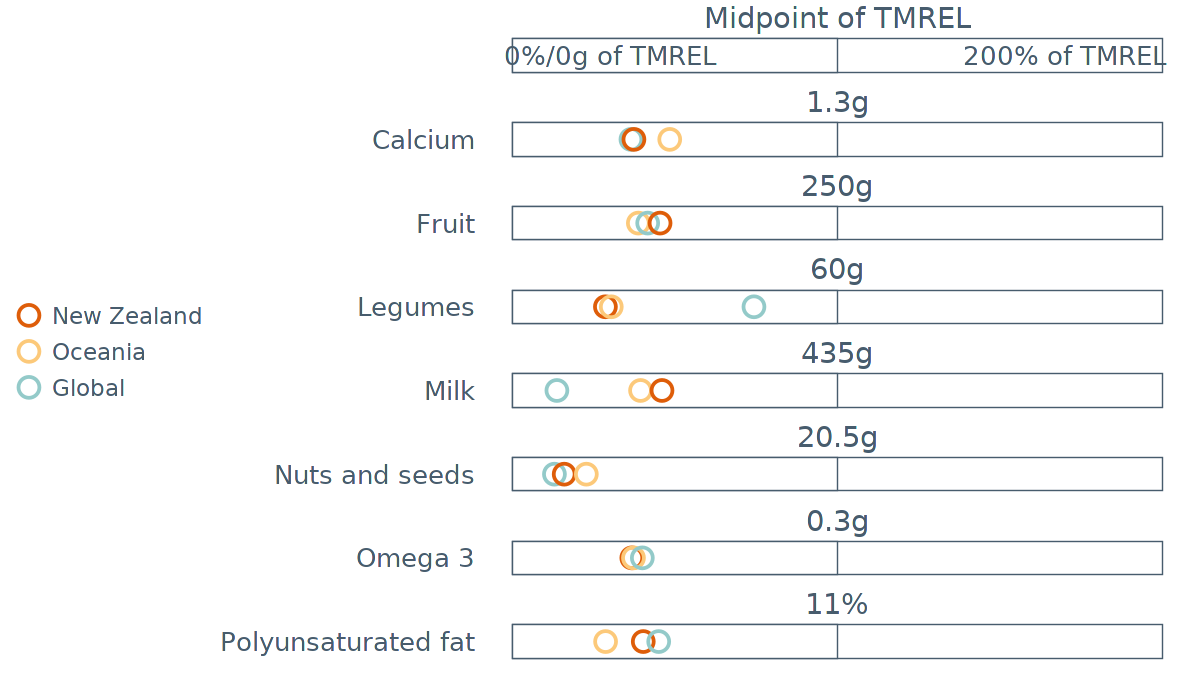 Midpoint of TMREL
0%/0g of TMREL
200% of TMREL
1.3g
Calcium
250g
Fruit
60g
Legumes
435g
Milk
20.5g
Nuts and seeds
0.3g
Omega 3
11%
Polyunsaturated fat
New Zealand
Oceania
Global